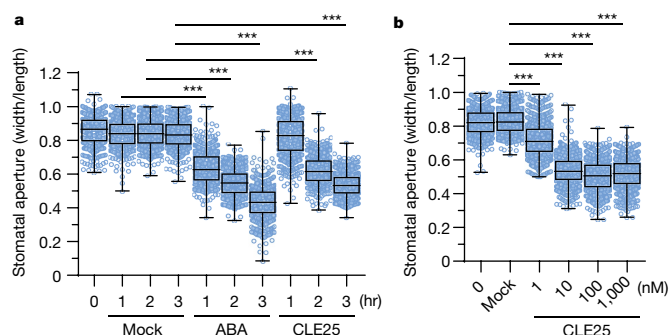 a
***
***
***
***
***
Stomatal aperture (width/length)
1.2
1.0
0.8
0.6
0.4
0.2
0
0 1 2 3 1 2 3 1 2 3 (hr)
Mock ABA CLE25
b
***
***
***
***
Stomatal aperture (width/length)
1.2
1.0
0.8
0.6
0.4
0.2
0
0 Mock 1 10 100 1,000 (nM)
CLE25